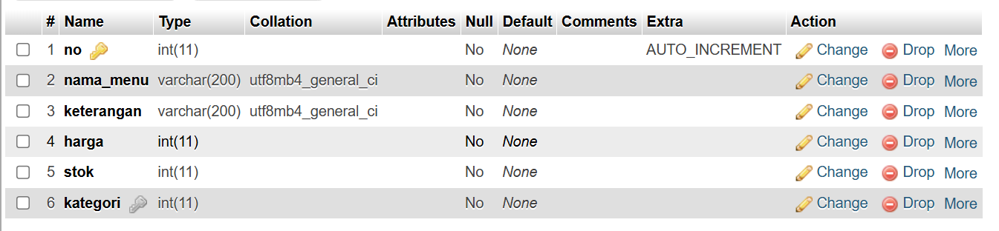 # Name Type Collation Attributes Null Default Comments Extra Action
1 no int(11) No None AUTO_INCREMENT Change Drop More
2 nama_menu varchar(200) utf8mb4_general_ci No None Change Drop More
3 keterangan varchar(200) utf8mb4_general_ci No None Change Drop More
4 harga int(11) No None Change Drop More
5 stok int(11) No None Change Drop More
6 kategori int(11) No None Change Drop More